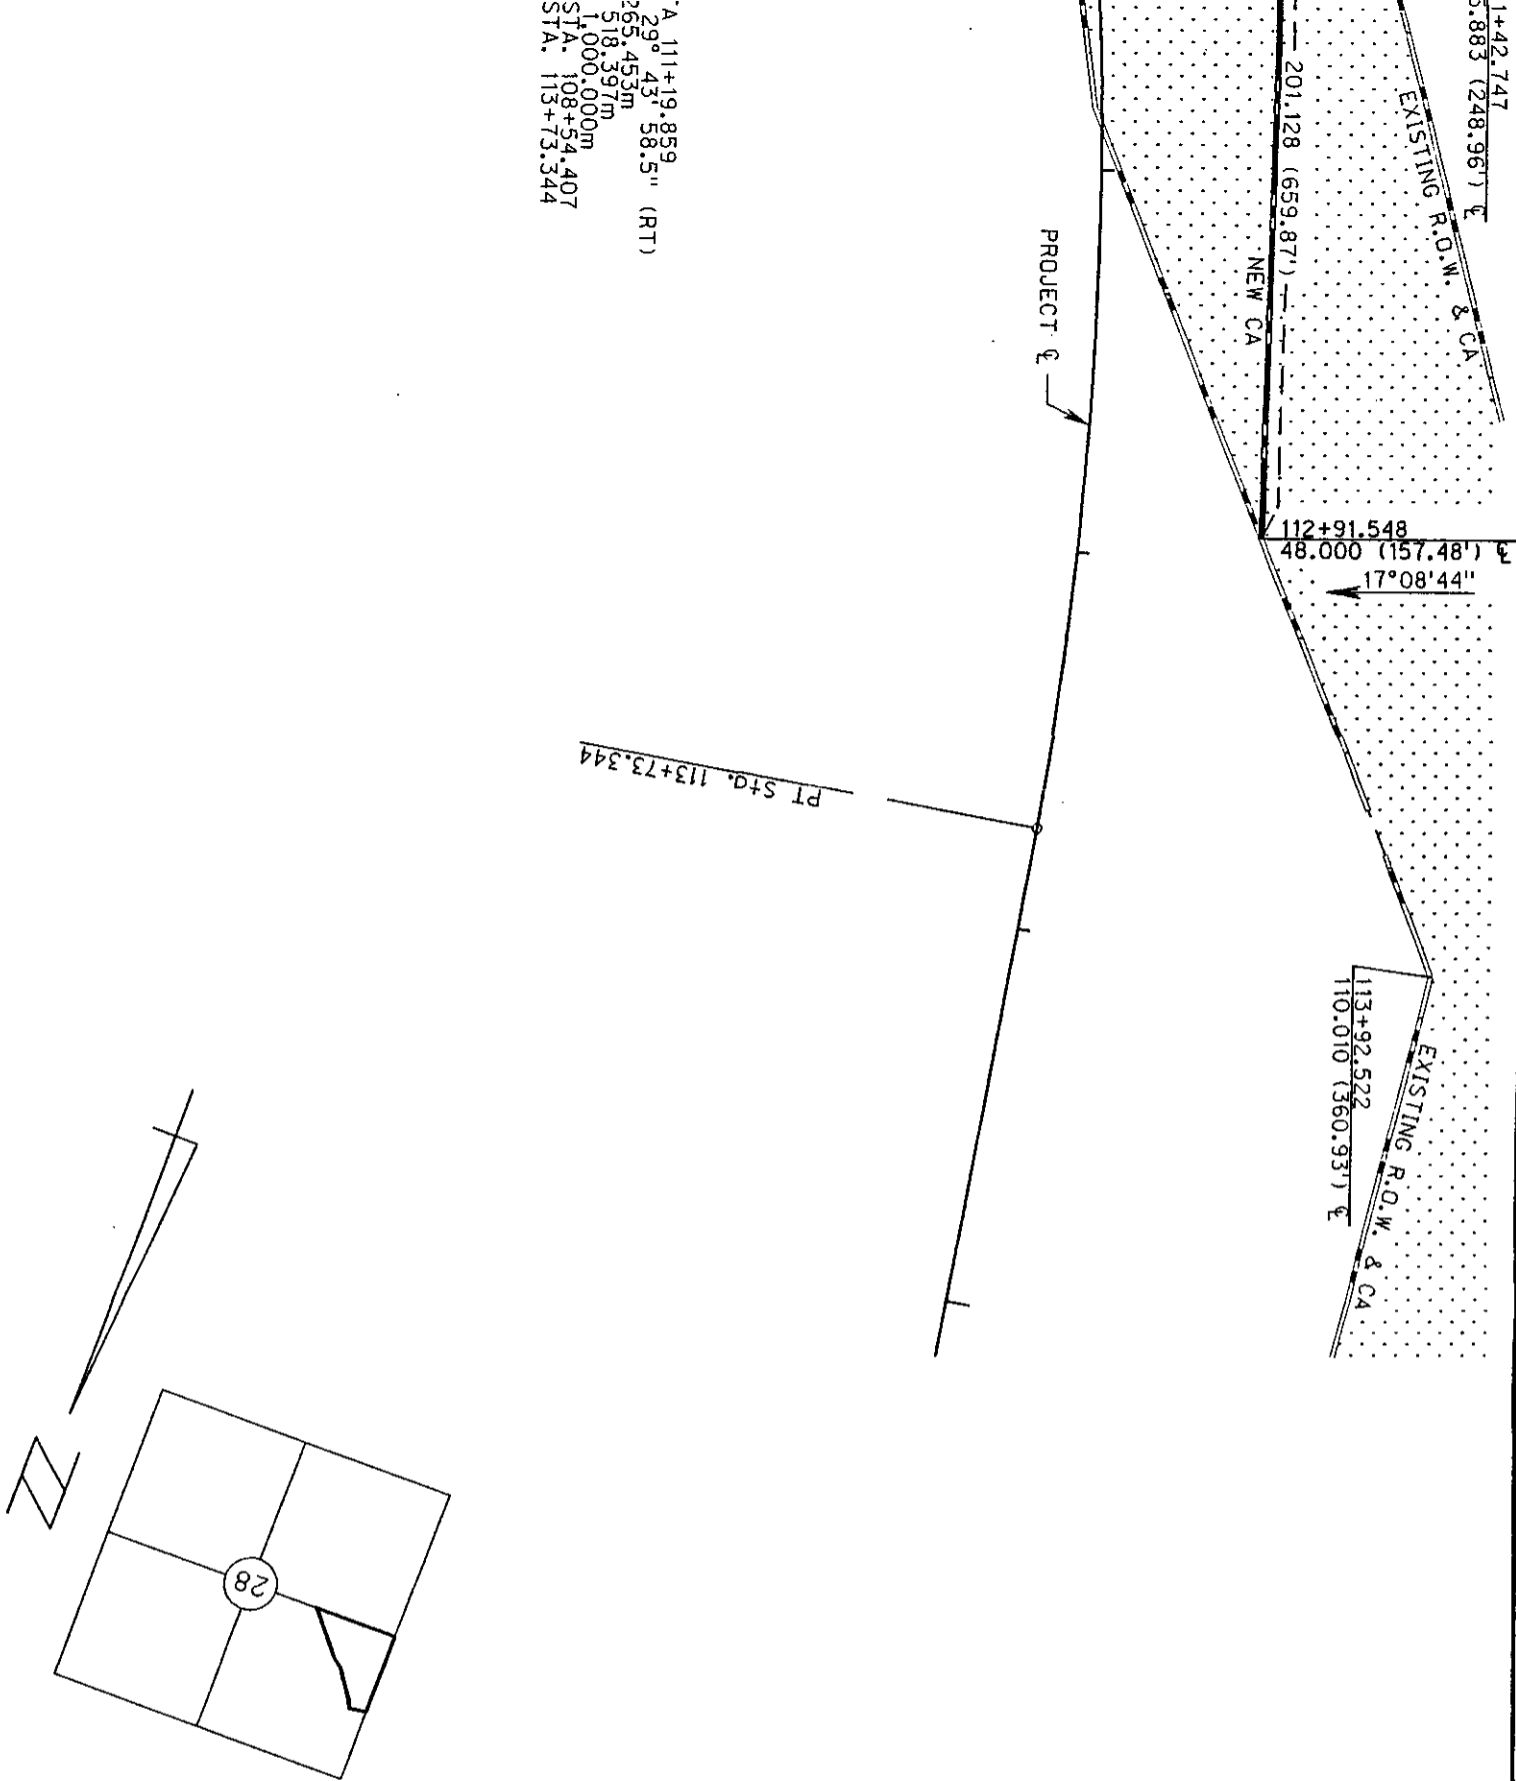 1+42.747
.883 (248.96') ℄
EXISTING R.O.W. & CA
201.128 (659.87')
NEW CA
A 111+19.859
29° 43' 58.5" (RT)
265.453m
518.397m
1,000.000m
STA. 108+54.407
STA. 113+73.344
PROJECT ℄
112+91.548
48.000 (157.48') ℄
17°08'44"
PT Sta. 113+73.344
113+92.522
110.010 (360.93') ℄
EXISTING R.O.W. & CA
N
28